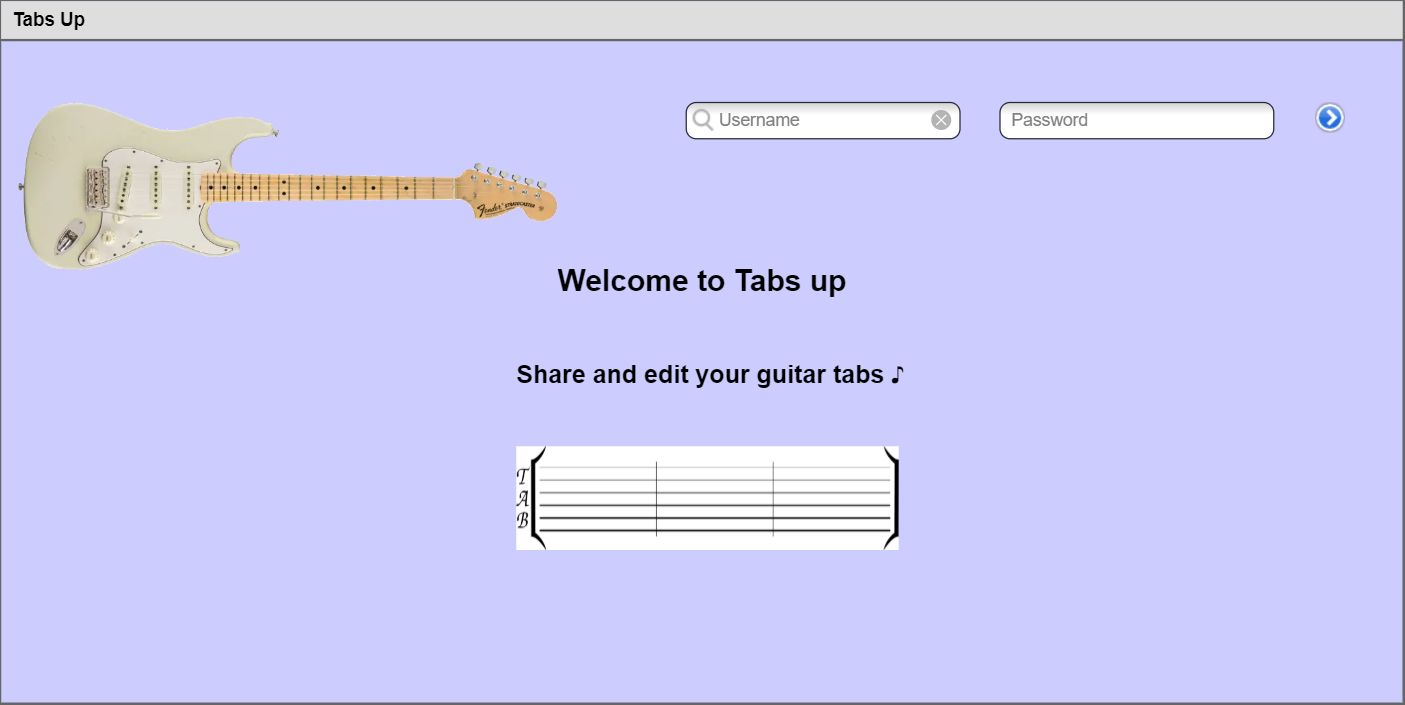 Tabs Up
Username
Password
Fender STRATOCASTER
Welcome to Tabs up
Share and edit your guitar tabs ♪
T
A
B